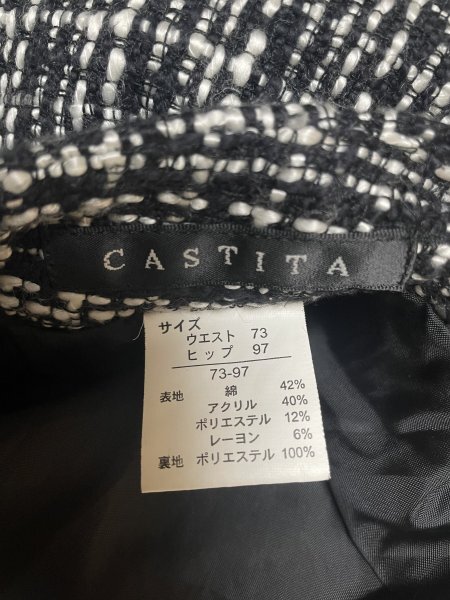 CASTITA
サイズ
ウエスト 73
ヒップ 97
73-97
表地 綿 42%
アクリル 40%
ポリエステル 12%
レーヨン 6%
裏地 ポリエステル 100%